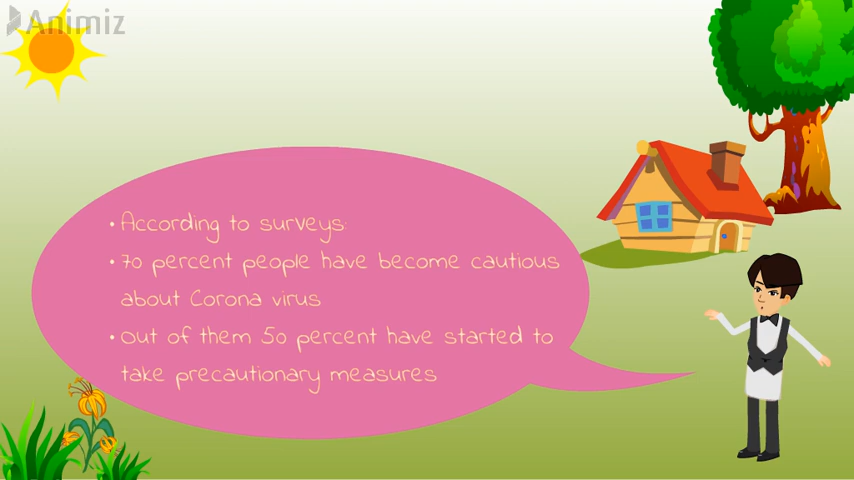 Animiz
• According to surveys:
• 70 percent people have become cautious
about Corona virus
• out of them 50 percent have started to
take precautionary measures